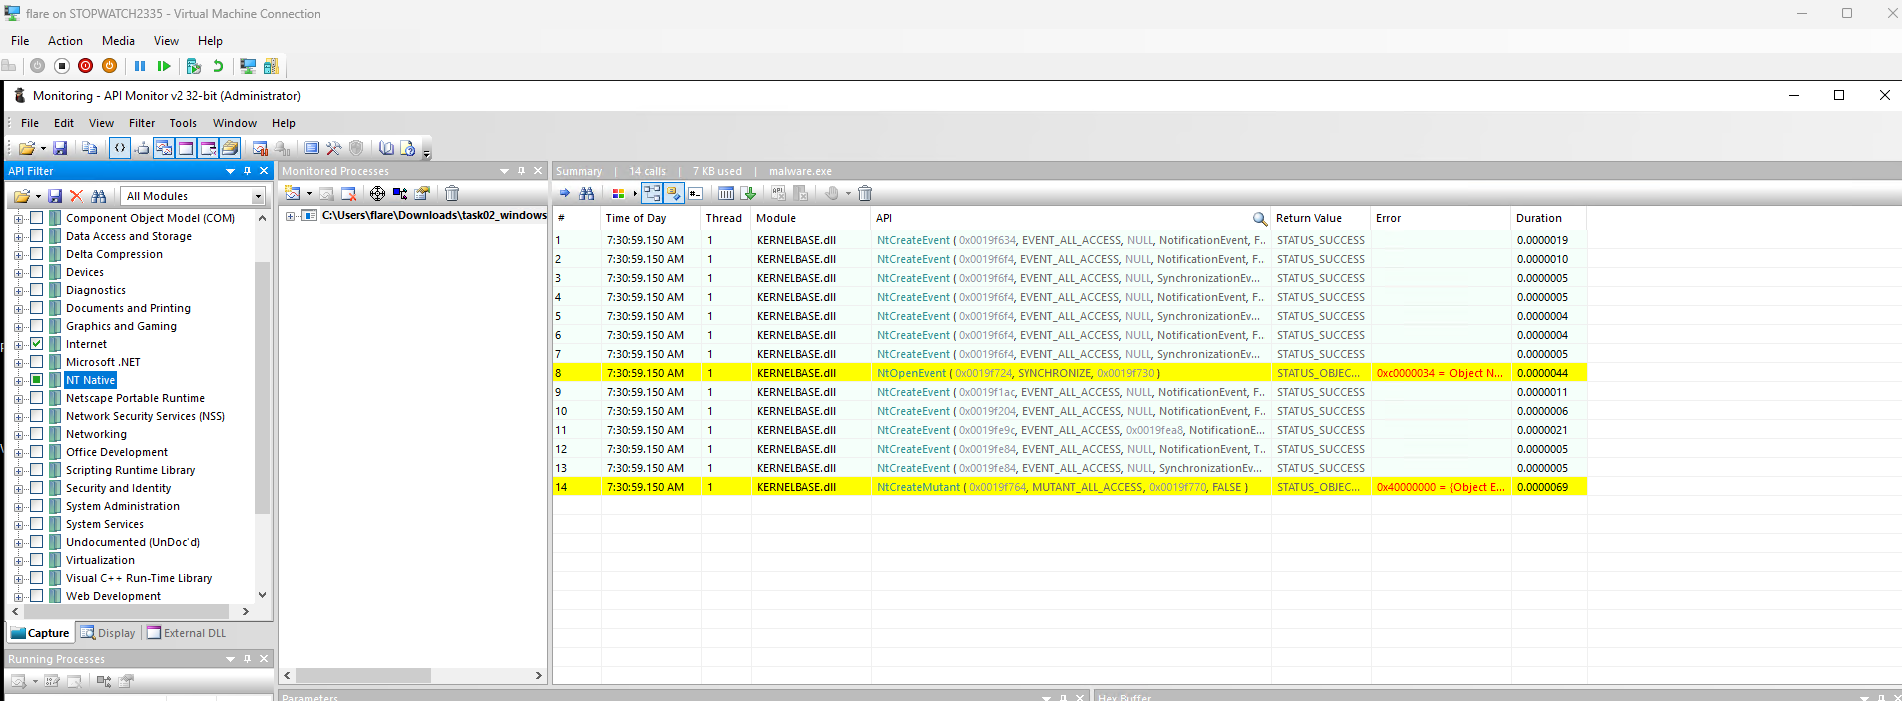 flare on STOPWATCH2335 - Virtual Machine Connection
File Action Media View Help
Monitoring - API Monitor v2 32-bit (Administrator)
File Edit View Filter Tools Window Help
API Filter
All Modules
Component Object Model (COM)
Data Access and Storage
Delta Compression
Devices
Diagnostics
Documents and Printing
Graphics and Gaming
Internet
Microsoft .NET
NT Native
Netscape Portable Runtime
Network Security Services (NSS)
Networking
Office Development
Scripting Runtime Library
Security and Identity
System Administration
System Services
Undocumented (UnDoc'd)
Virtualization
Visual C++ Run-Time Library
Web Development
Capture Display External DLL
Running Processes
Monitored Processes
C:\Users\flare\Downloads\task02_windows
Summary | 14 calls | 7 KB used | malware.exe
# Time of Day Thread Module API Return Value Error Duration
1 7:30:59.150 AM 1 KERNELBASE.dll NtCreateEvent ( 0x0019f634, EVENT_ALL_ACCESS, NULL, NotificationEvent, F... STATUS_SUCCESS 0.0000019
2 7:30:59.150 AM 1 KERNELBASE.dll NtCreateEvent ( 0x0019f6f4, EVENT_ALL_ACCESS, NULL, NotificationEvent, F... STATUS_SUCCESS 0.0000010
3 7:30:59.150 AM 1 KERNELBASE.dll NtCreateEvent ( 0x0019f6f4, EVENT_ALL_ACCESS, NULL, SynchronizationEv... STATUS_SUCCESS 0.0000005
4 7:30:59.150 AM 1 KERNELBASE.dll NtCreateEvent ( 0x0019f6f4, EVENT_ALL_ACCESS, NULL, NotificationEvent, F... STATUS_SUCCESS 0.0000005
5 7:30:59.150 AM 1 KERNELBASE.dll NtCreateEvent ( 0x0019f6f4, EVENT_ALL_ACCESS, NULL, SynchronizationEv... STATUS_SUCCESS 0.0000004
6 7:30:59.150 AM 1 KERNELBASE.dll NtCreateEvent ( 0x0019f6f4, EVENT_ALL_ACCESS, NULL, NotificationEvent, F... STATUS_SUCCESS 0.0000004
7 7:30:59.150 AM 1 KERNELBASE.dll NtCreateEvent ( 0x0019f6f4, EVENT_ALL_ACCESS, NULL, SynchronizationEv... STATUS_SUCCESS 0.0000005
8 7:30:59.150 AM 1 KERNELBASE.dll NtOpenEvent ( 0x0019f724, SYNCHRONIZE, 0x0019f730 ) STATUS_OBJEC... 0xc0000034 = Object N... 0.0000044
9 7:30:59.150 AM 1 KERNELBASE.dll NtCreateEvent ( 0x0019f1ac, EVENT_ALL_ACCESS, NULL, NotificationEvent, F... STATUS_SUCCESS 0.0000011
10 7:30:59.150 AM 1 KERNELBASE.dll NtCreateEvent ( 0x0019f204, EVENT_ALL_ACCESS, NULL, NotificationEvent, F... STATUS_SUCCESS 0.0000006
11 7:30:59.150 AM 1 KERNELBASE.dll NtCreateEvent ( 0x0019fe9c, EVENT_ALL_ACCESS, 0x0019fea8, NotificationE... STATUS_SUCCESS 0.0000021
12 7:30:59.150 AM 1 KERNELBASE.dll NtCreateEvent ( 0x0019fe84, EVENT_ALL_ACCESS, NULL, NotificationEvent, T... STATUS_SUCCESS 0.0000005
13 7:30:59.150 AM 1 KERNELBASE.dll NtCreateEvent ( 0x0019fe84, EVENT_ALL_ACCESS, NULL, SynchronizationEv... STATUS_SUCCESS 0.0000005
14 7:30:59.150 AM 1 KERNELBASE.dll NtCreateMutant ( 0x0019f764, MUTANT_ALL_ACCESS, 0x0019f770, FALSE ) STATUS_OBJEC... 0x40000000 = {Object E... 0.0000069
Parameters
Hex Buffer